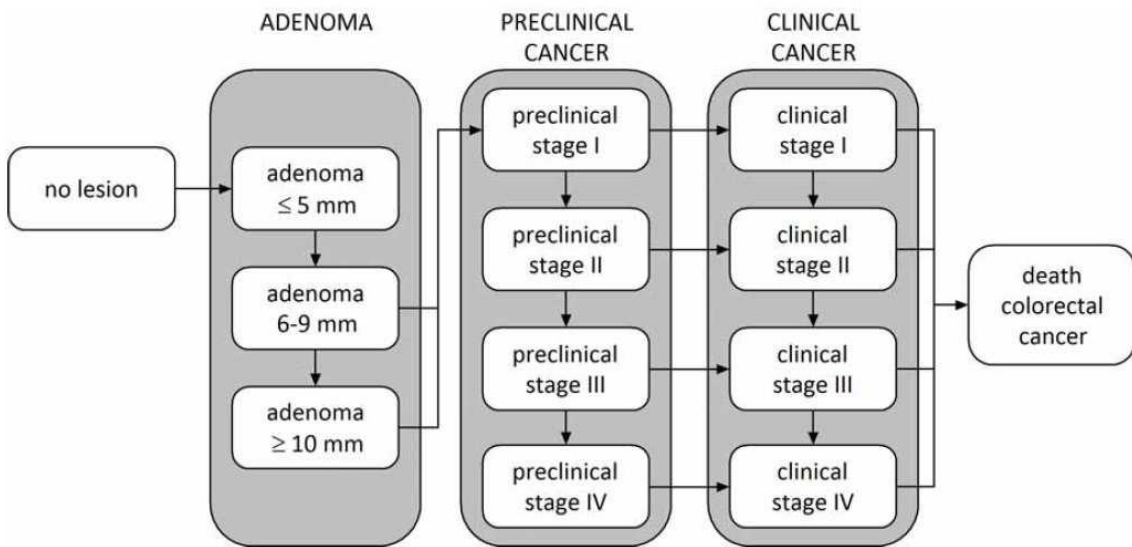 ADENOMA
PRECLINICAL
CANCER
CLINICAL
CANCER
no lesion
adenoma
≤ 5 mm
adenoma
6-9 mm
adenoma
≥ 10 mm
preclinical
stage I
preclinical
stage II
preclinical
stage III
preclinical
stage IV
clinical
stage I
clinical
stage II
clinical
stage III
clinical
stage IV
death
colorectal
cancer